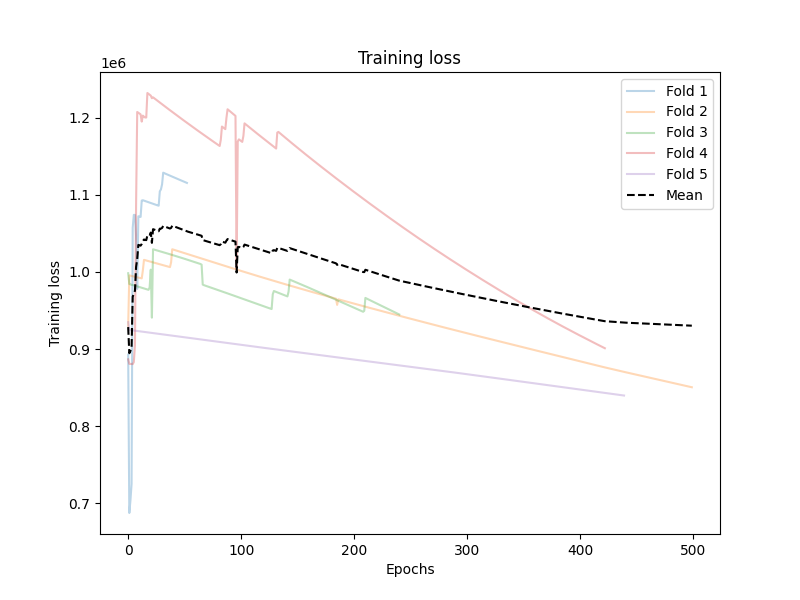 Training loss
1e6
1.2
1.1
1.0
0.9
0.8
0.7
Training loss
0
100
200
300
400
500
Epochs
Fold 1
Fold 2
Fold 3
Fold 4
Fold 5
Mean